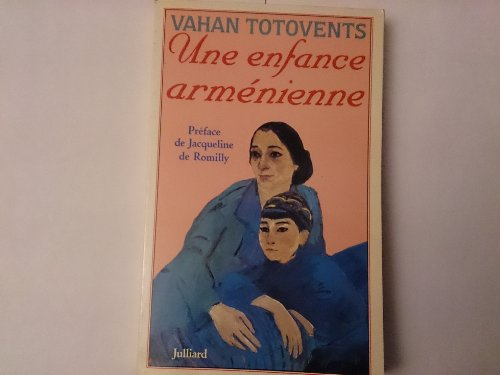 VAHAN TOTOVENTS
Une enfance
arménienne
Préface
de Jacqueline
de Romilly
Julliard